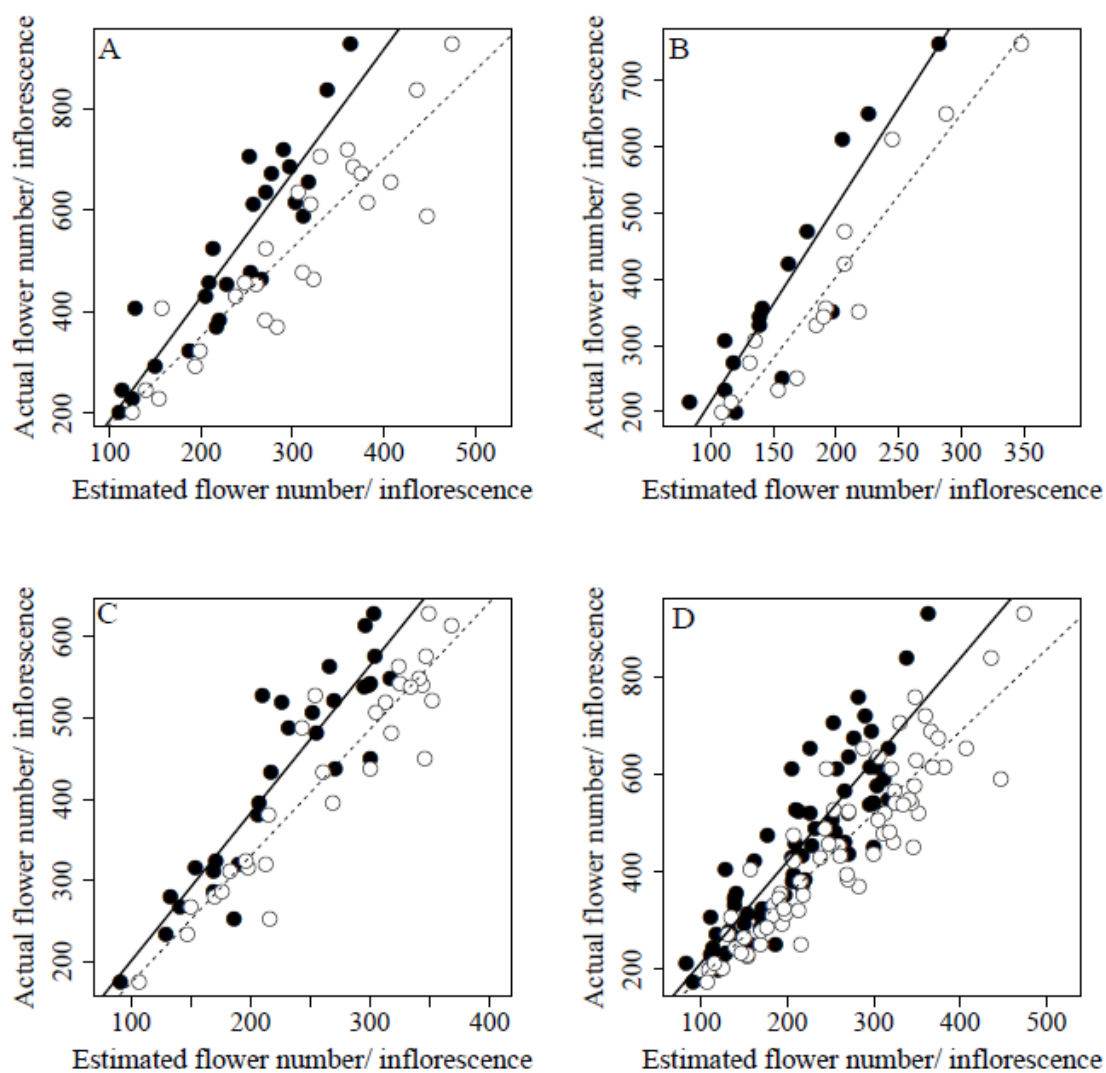 A
Actual flower number/ inflorescence
200 400 600 800
100 200 300 400 500
Estimated flower number/ inflorescence
B
Actual flower number/ inflorescence
200 300 400 500 600 700
100 150 200 250 300 350
Estimated flower number/ inflorescence
C
Actual flower number/ inflorescence
200 300 400 500 600
100 200 300 400
Estimated flower number/ inflorescence
D
Actual flower number/ inflorescence
200 400 600 800
100 200 300 400 500
Estimated flower number/ inflorescence